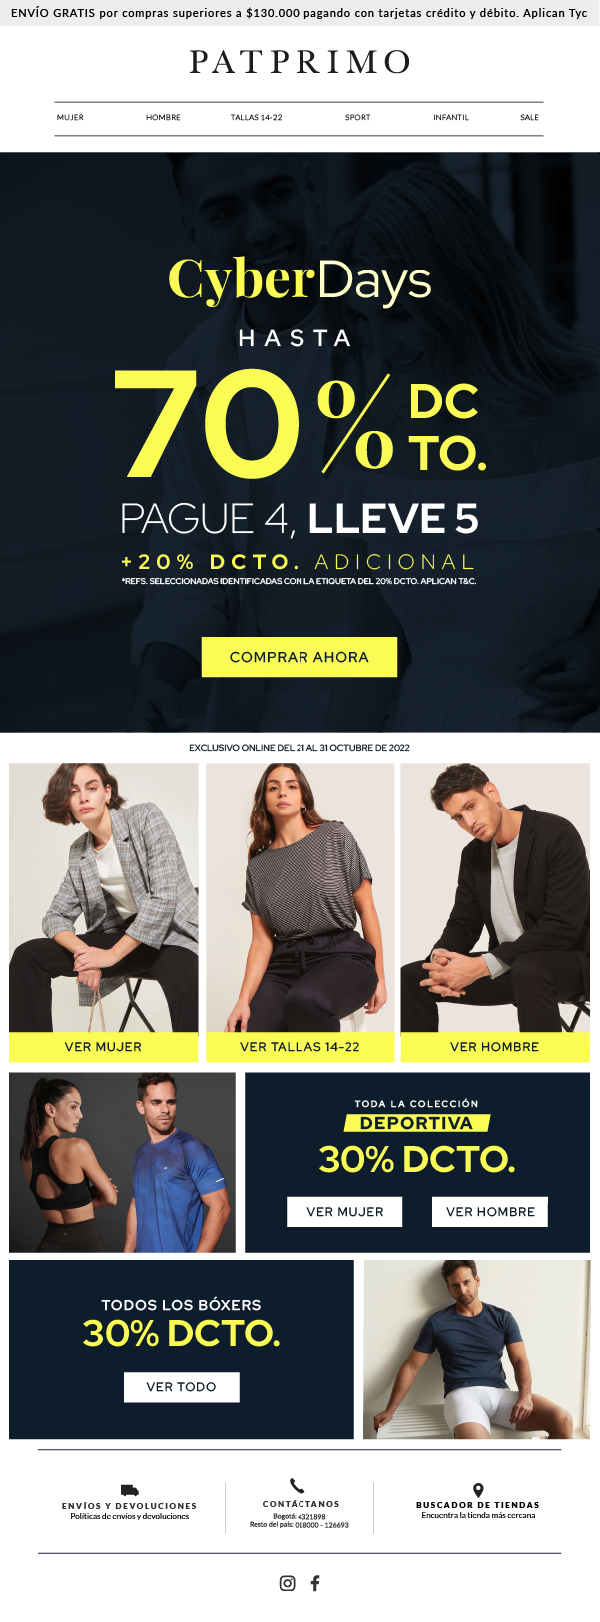 ENVÍO GRATIS por compras superiores a $130.000 pagando con tarjetas crédito y débito. Aplican Tyc
PATPRIMO
MUJER HOMBRE TALLAS 14-22 SPORT INFANTIL SALE
CyberDays
HASTA
70% DC
TO.
PAGUE 4, LLEVE 5
+20% DCTO. ADICIONAL
*REFS. SELECCIONADAS IDENTIFICADAS CON LA ETIQUETA DEL 20% DCTO. APLICAN T&C.
COMPRAR AHORA
EXCLUSIVO ONLINE DEL 21 AL 31 OCTUBRE DE 2022
VER MUJER VER TALLAS 14-22 VER HOMBRE
TODA LA COLECCIÓN
DEPORTIVA
30% DCTO.
VER MUJER VER HOMBRE
TODOS LOS BÓXERS
30% DCTO.
VER TODO
ENVÍOS Y DEVOLUCIONES
Políticas de envíos y devoluciones
CONTÁCTANOS
Bogotá: 4321898
Resto del país: 018000 - 126693
BUSCADOR DE TIENDAS
Encuentra la tienda más cercana